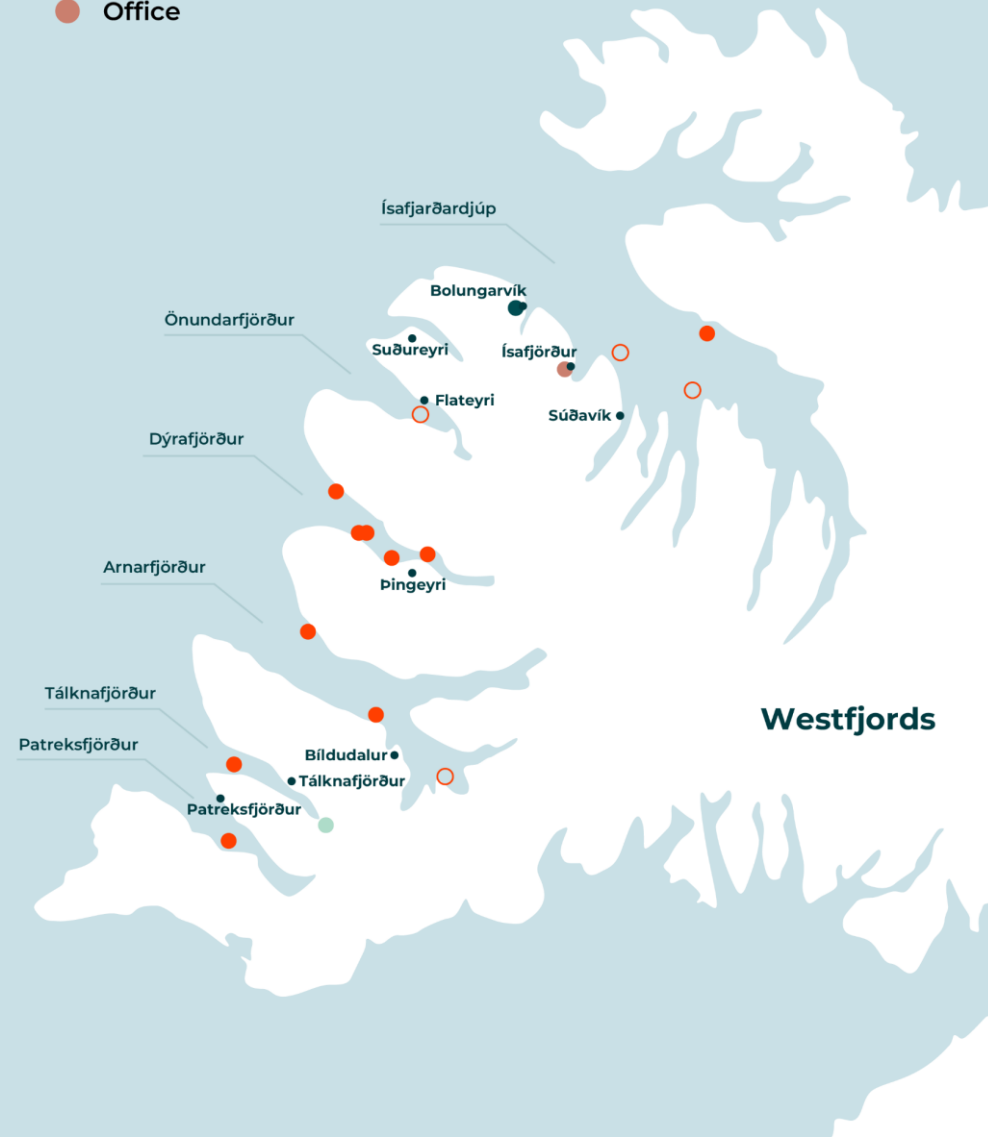 Office
Ísafjarðardjúp
Bolungarvík
Önundarfjörður
Suðureyri
Ísafjörður
Flateyri
Súðavík
Dýrafjörður
Arnarfjörður
Þingeyri
Tálknafjörður
Westfjords
Patreksfjörður
Bíldudalur
Tálknafjörður
Patreksfjörður